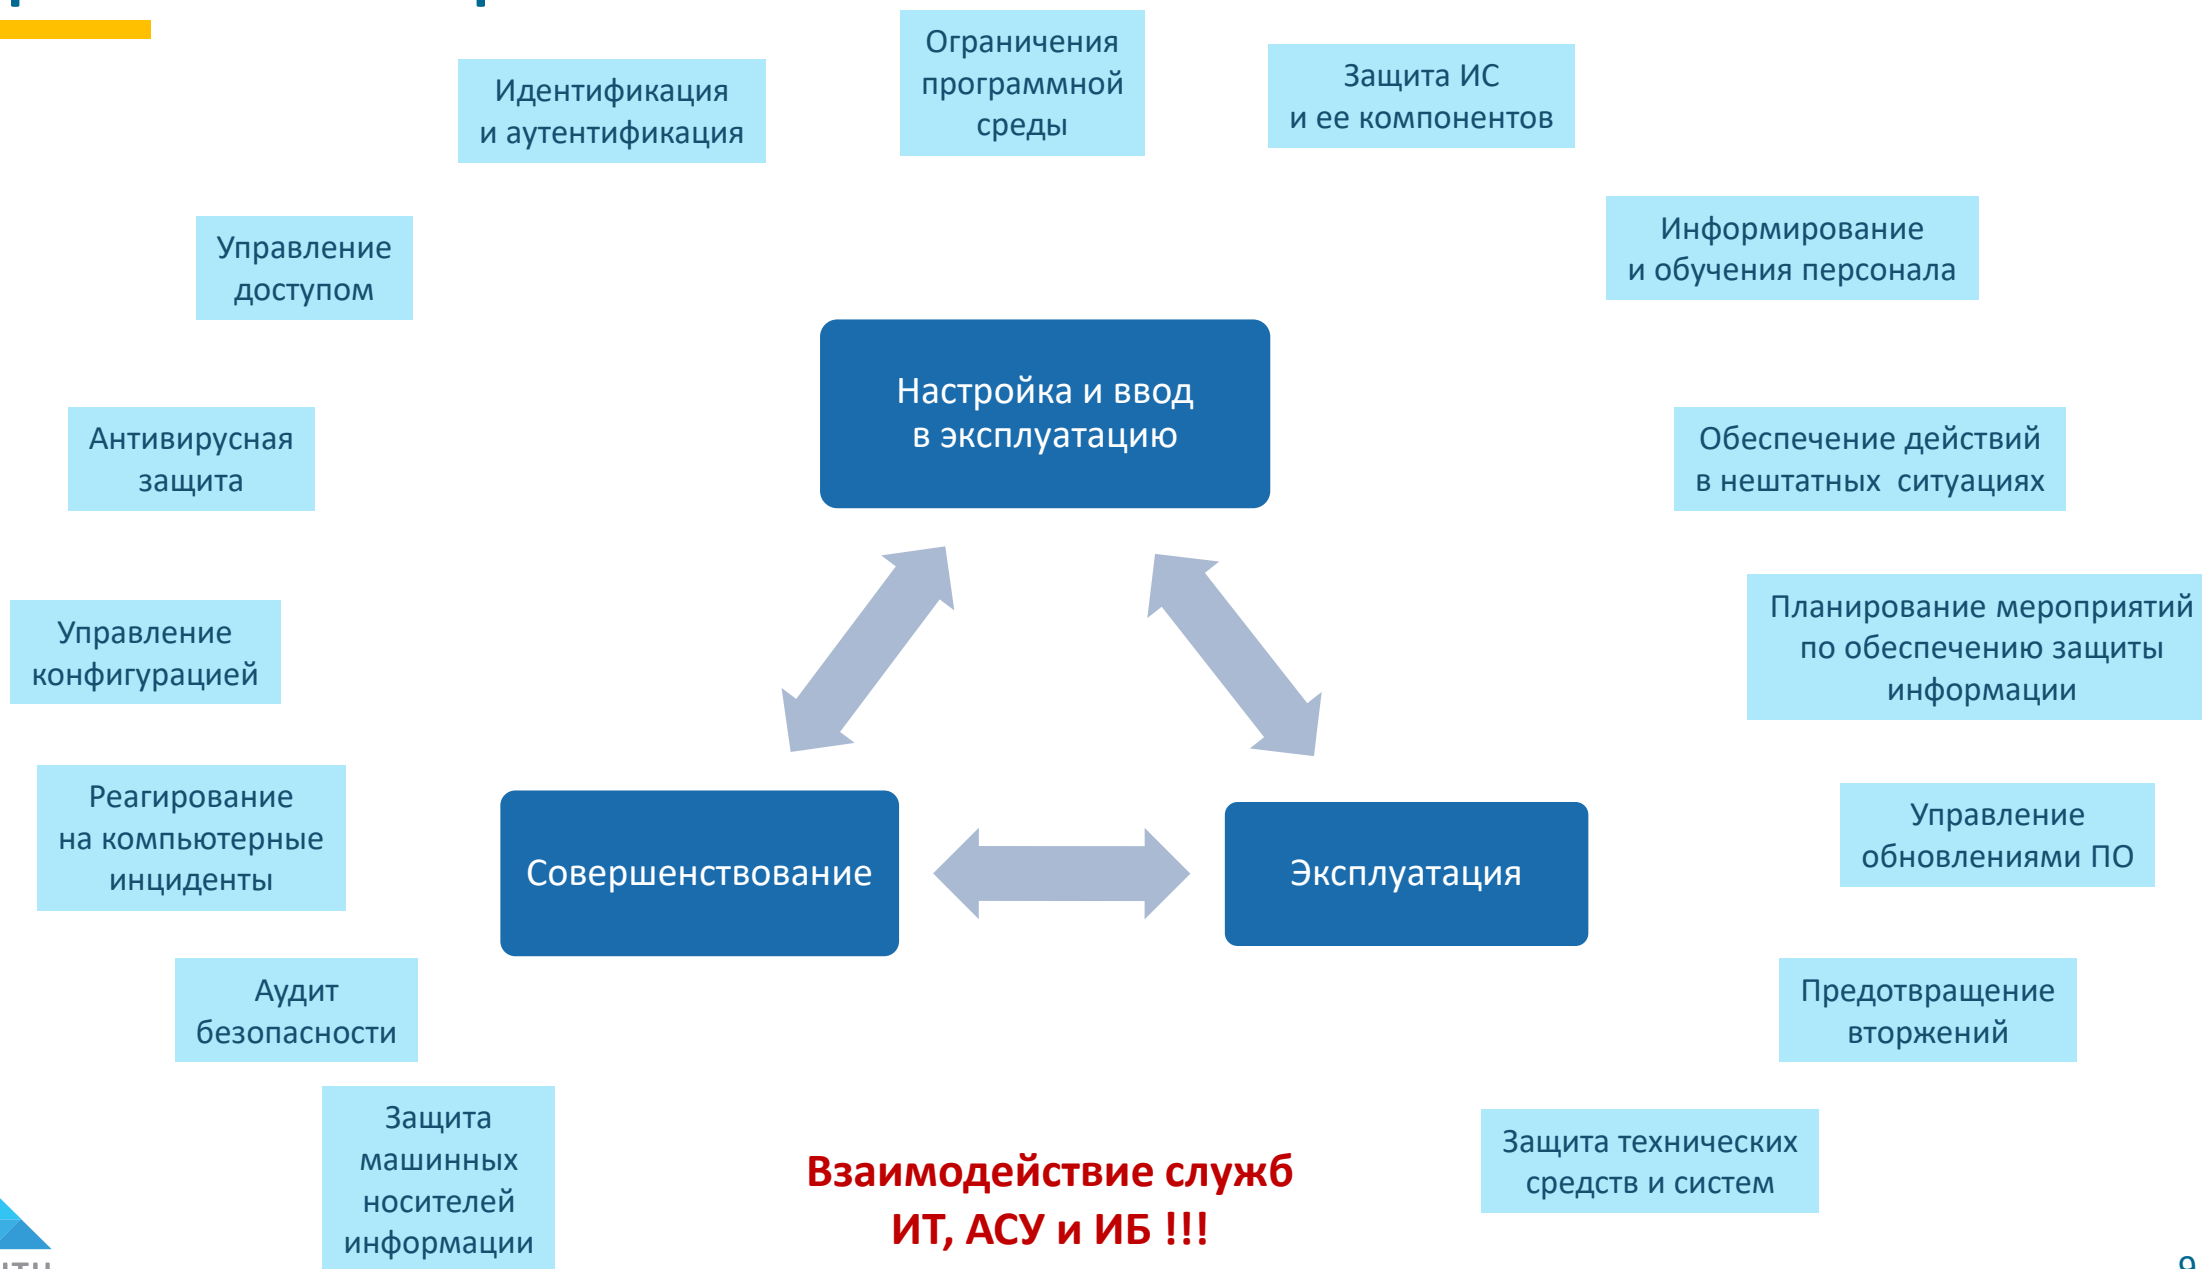 Ограничения
программной
среды
Идентификация
и аутентификация
Защита ИС
и ее компонентов
Управление
доступом
Информирование
и обучения персонала
Настройка и ввод
в эксплуатацию
Антивирусная
защита
Обеспечение действий
в нештатных  ситуациях
Управление
конфигурацией
Планирование мероприятий
по обеспечению защиты
информации
Реагирование
на компьютерные
инциденты
Совершенствование
Эксплуатация
Управление
обновлениями ПО
Аудит
безопасности
Предотвращение
вторжений
Защита
машинных
носителей
информации
Взаимодействие служб
ИТ, АСУ и ИБ !!!
Защита технических
средств и систем
9